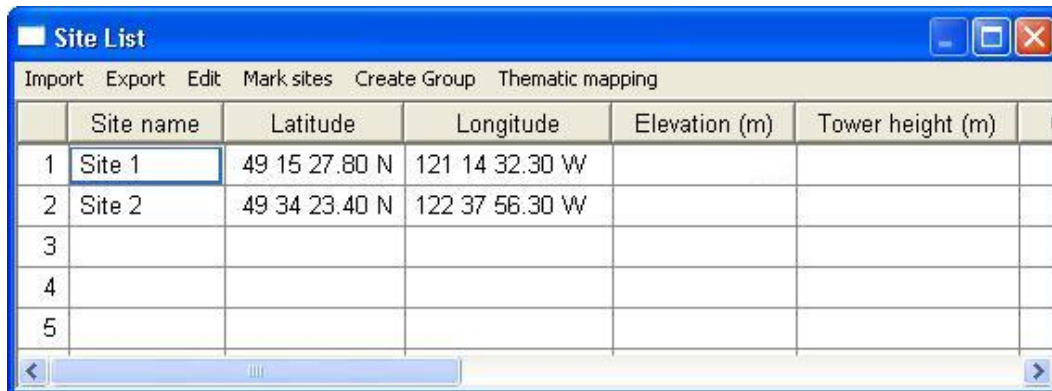 Site List
Import Export Edit Mark sites Create Group Thematic mapping
Site name Latitude Longitude Elevation (m) Tower height (m)
1 Site 1 49 15 27.80 N 121 14 32.30 W
2 Site 2 49 34 23.40 N 122 37 56.30 W
3
4
5